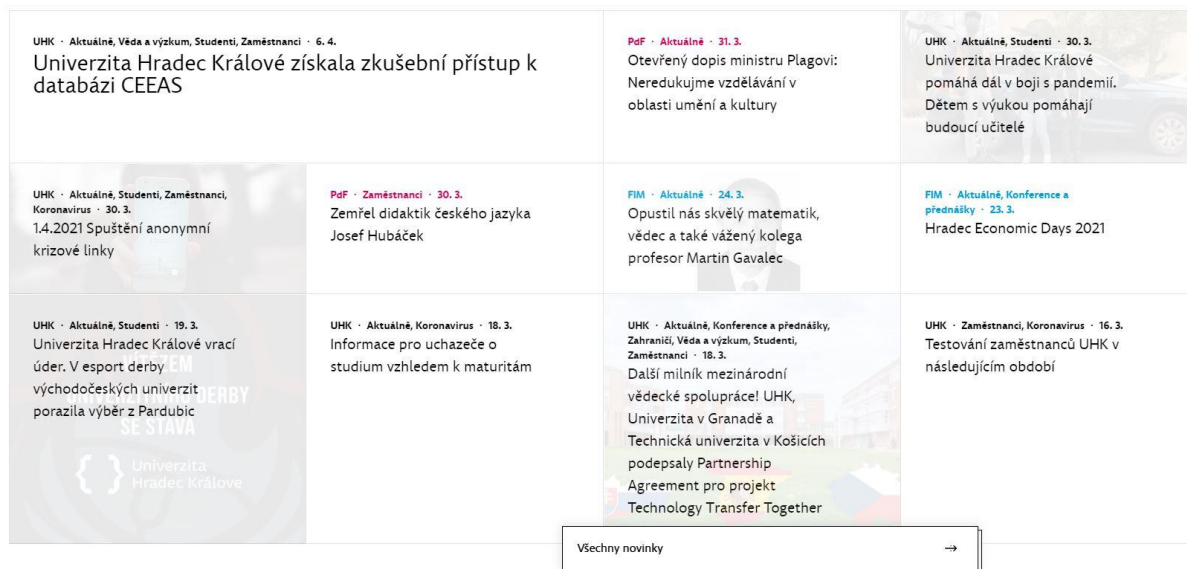 UHK · Aktuálně, Věda a výzkum, Studenti, Zaměstnanci · 6. 4.
Univerzita Hradec Králové získala zkušební přístup k
databázi CEEAS
PdF · Aktuálně · 31. 3.
Otevřený dopis ministru Plagovi:
Neredukujme vzdělávání v
oblasti umění a kultury
UHK · Aktuálně, Studenti · 30. 3.
Univerzita Hradec Králové
pomáhá dál v boji s pandemií.
Dětem s výukou pomáhají
budoucí učitelé
UHK · Aktuálně, Studenti, Zaměstnanci,
Koronavirus · 30. 3.
1.4.2021 Spuštění anonymní
krizové linky
PdF · Zaměstnanci · 30. 3.
Zemřel didaktik českého jazyka
Josef Hubáček
FIM · Aktuálně · 24. 3.
Opustil nás skvělý matematik,
vědec a také vážený kolega
profesor Martin Gavalec
FIM · Aktuálně, Konference a
přednášky · 23. 3.
Hradec Economic Days 2021
UHK · Aktuálně, Studenti · 19. 3.
Univerzita Hradec Králové vrací
úder. V esport derby
východočeských univerzit
porazila výběr z Pardubic
VÍTĚZEM
UNIVERZITNÍHO DERBY
SE STÁVÁ
Univerzita
Hradec Králové
UHK · Aktuálně, Koronavirus · 18. 3.
Informace pro uchazeče o
studium vzhledem k maturitám
UHK · Aktuálně, Konference a přednášky,
Zahraničí, Věda a výzkum, Studenti,
Zaměstnanci · 18. 3.
Další milník mezinárodní
vědecké spolupráce! UHK,
Univerzita v Granadě a
Technická univerzita v Košicích
podepsaly Partnership
Agreement pro projekt
Technology Transfer Together
UHK · Zaměstnanci, Koronavirus · 16. 3.
Testování zaměstnanců UHK v
následujícím období
Všechny novinky →